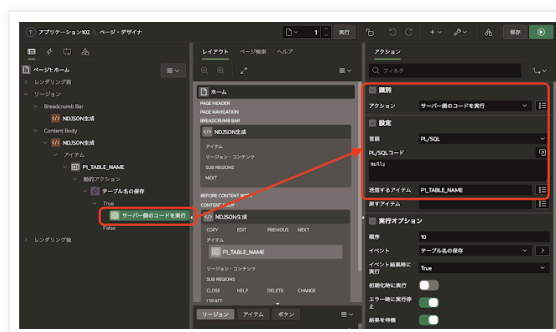 アプリケーション102 \ ページ・デザイナ
1
実行
保存
ページ1: ホーム
レンダリング前
リージョン
Breadcrumb Bar
NDJSON生成
Content Body
NDJSON生成
アイテム
P1_TABLE_NAME
動的アクション
テーブル名の保存
True
サーバー側のコードを実行
False
レンダリング後
レイアウト
ページ検索
ヘルプ
ホーム
PAGE HEADER
PAGE NAVIGATION
BREADCRUMB BAR
NDJSON生成
アイテム
リージョン・コンテンツ
SUB REGIONS
NEXT
BEFORE CONTENT BODY
CONTENT BODY
NDJSON生成
COPY EDIT PREVIOUS NEXT
アイテム
P1_TABLE_NAME
リージョン・コンテンツ
SUB REGIONS
CLOSE HELP DELETE CHANGE
CREATE
リージョン アイテム ボタン
アクション
フィルタ
識別
アクション サーバー側のコードを実行
設定
言語 PL/SQL
PL/SQLコード
null;
送信するアイテム P1_TABLE_NAME
戻すアイテム
実行オプション
順序 10
イベント テーブル名の保存
イベント結果時に
実行 True
初期化時に実行
エラー時に実行停
止
結果を待機